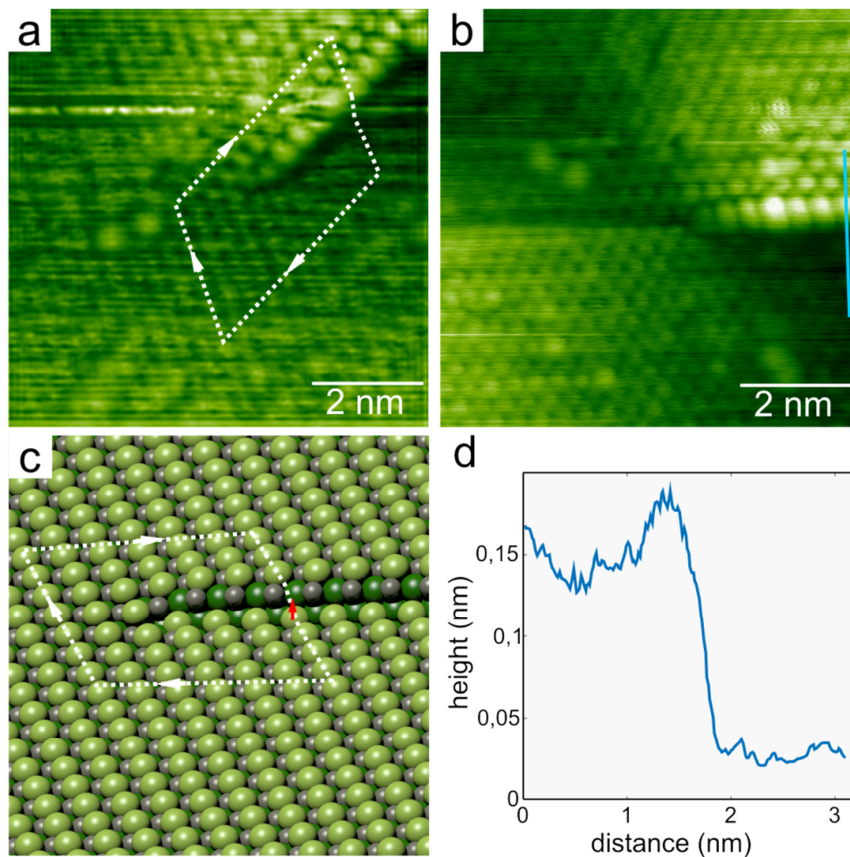 a
2 nm
b
2 nm
c
d
height (nm)
0,15
0,1
0,05
0
0
1
2
3
distance (nm)